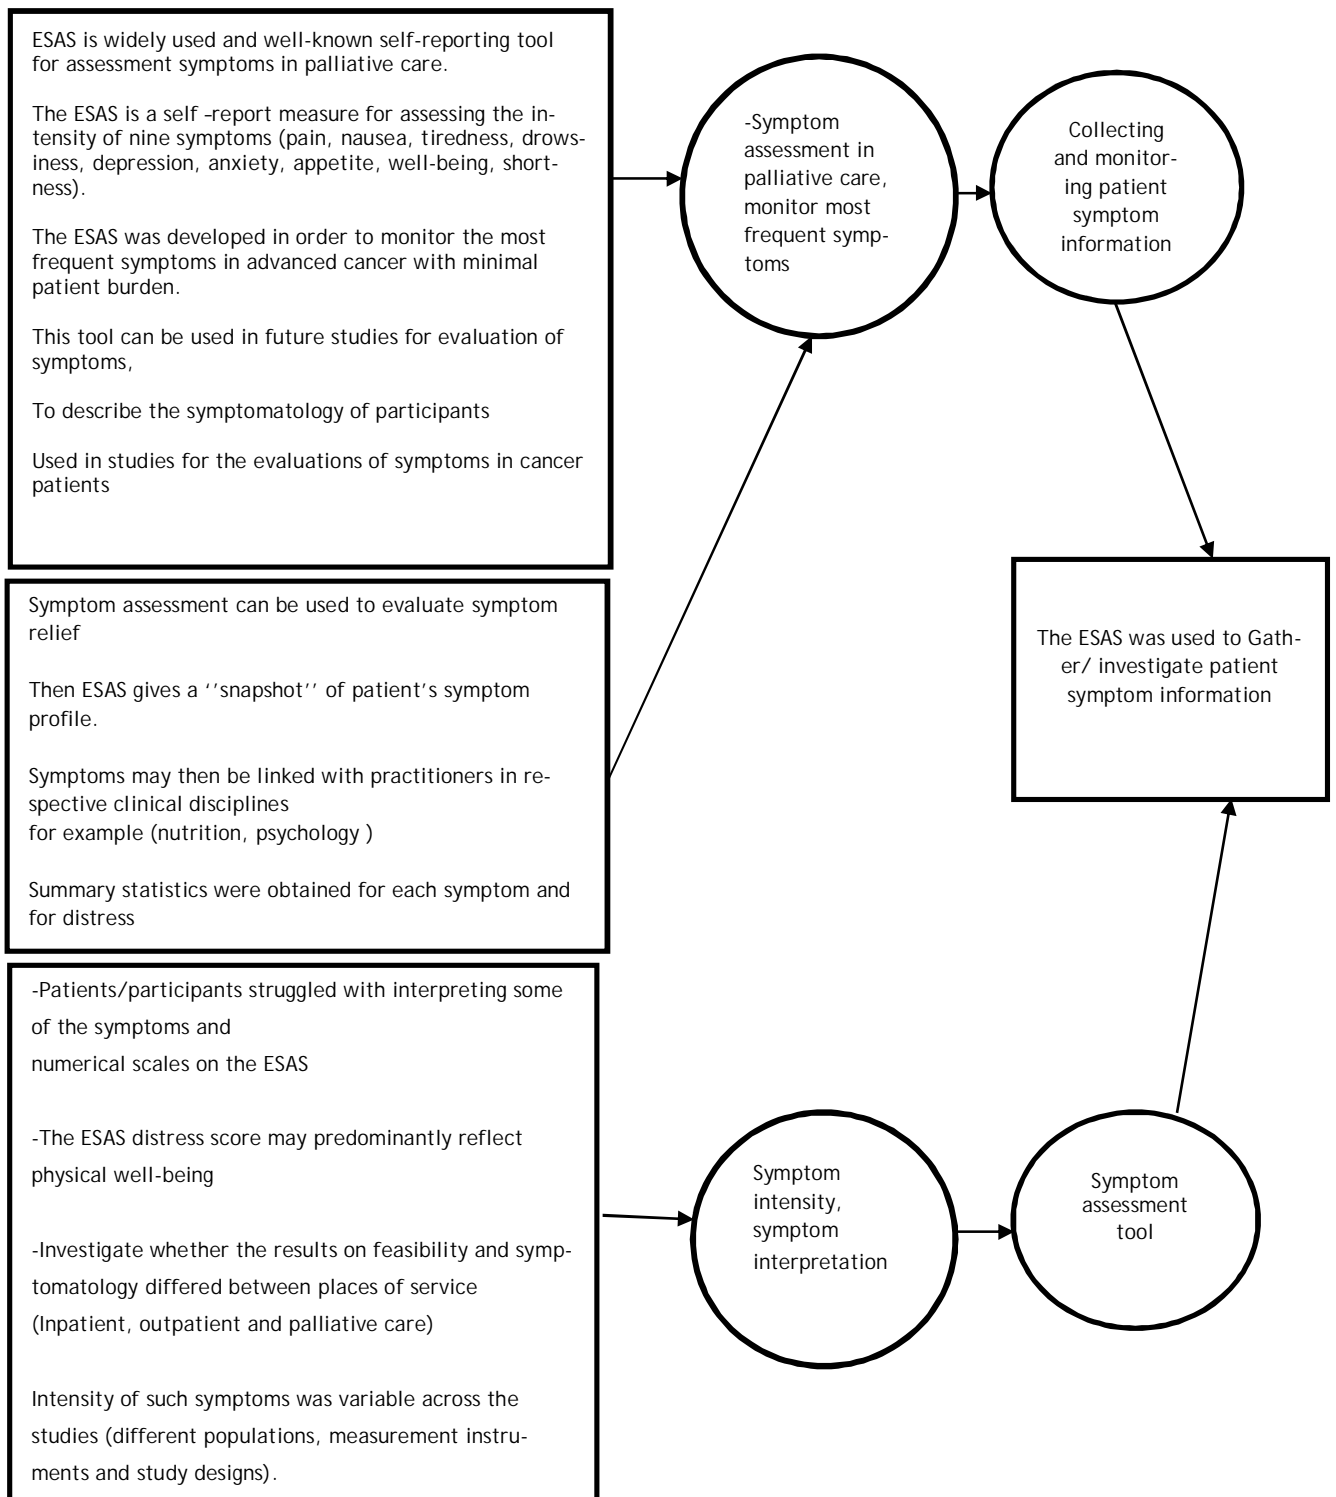 ESAS is widely used and well-known self-reporting tool
for assessment symptoms in palliative care.
The ESAS is a self –report measure for assessing the in-
tensity of nine symptoms (pain, nausea, tiredness, drows-
iness, depression, anxiety, appetite, well-being, short-
ness).
The ESAS was developed in order to monitor the most
frequent symptoms in advanced cancer with minimal
patient burden.
This tool can be used in future studies for evaluation of
symptoms,
To describe the symptomatology of participants
Used in studies for the evaluations of symptoms in cancer
patients
Symptom assessment can be used to evaluate symptom
relief
Then ESAS gives a ‘’snapshot’’ of patient’s symptom
profile.
Symptoms may then be linked with practitioners in re-
spective clinical disciplines
for example (nutrition, psychology )
Summary statistics were obtained for each symptom and
for distress
-Patients/participants struggled with interpreting some
of the symptoms and
numerical scales on the ESAS
-The ESAS distress score may predominantly reflect
physical well-being
-Investigate whether the results on feasibility and symp-
tomatology differed between places of service
(Inpatient, outpatient and palliative care)
Intensity of such symptoms was variable across the
studies (different populations, measurement instru-
ments and study designs).
-Symptom
assessment in
palliative care,
monitor most
frequent symp-
toms
Collecting
and monitor-
ing patient
symptom
information
The ESAS was used to Gath-
er/ investigate patient
symptom information
Symptom
intensity,
symptom
interpretation
Symptom
assessment
tool